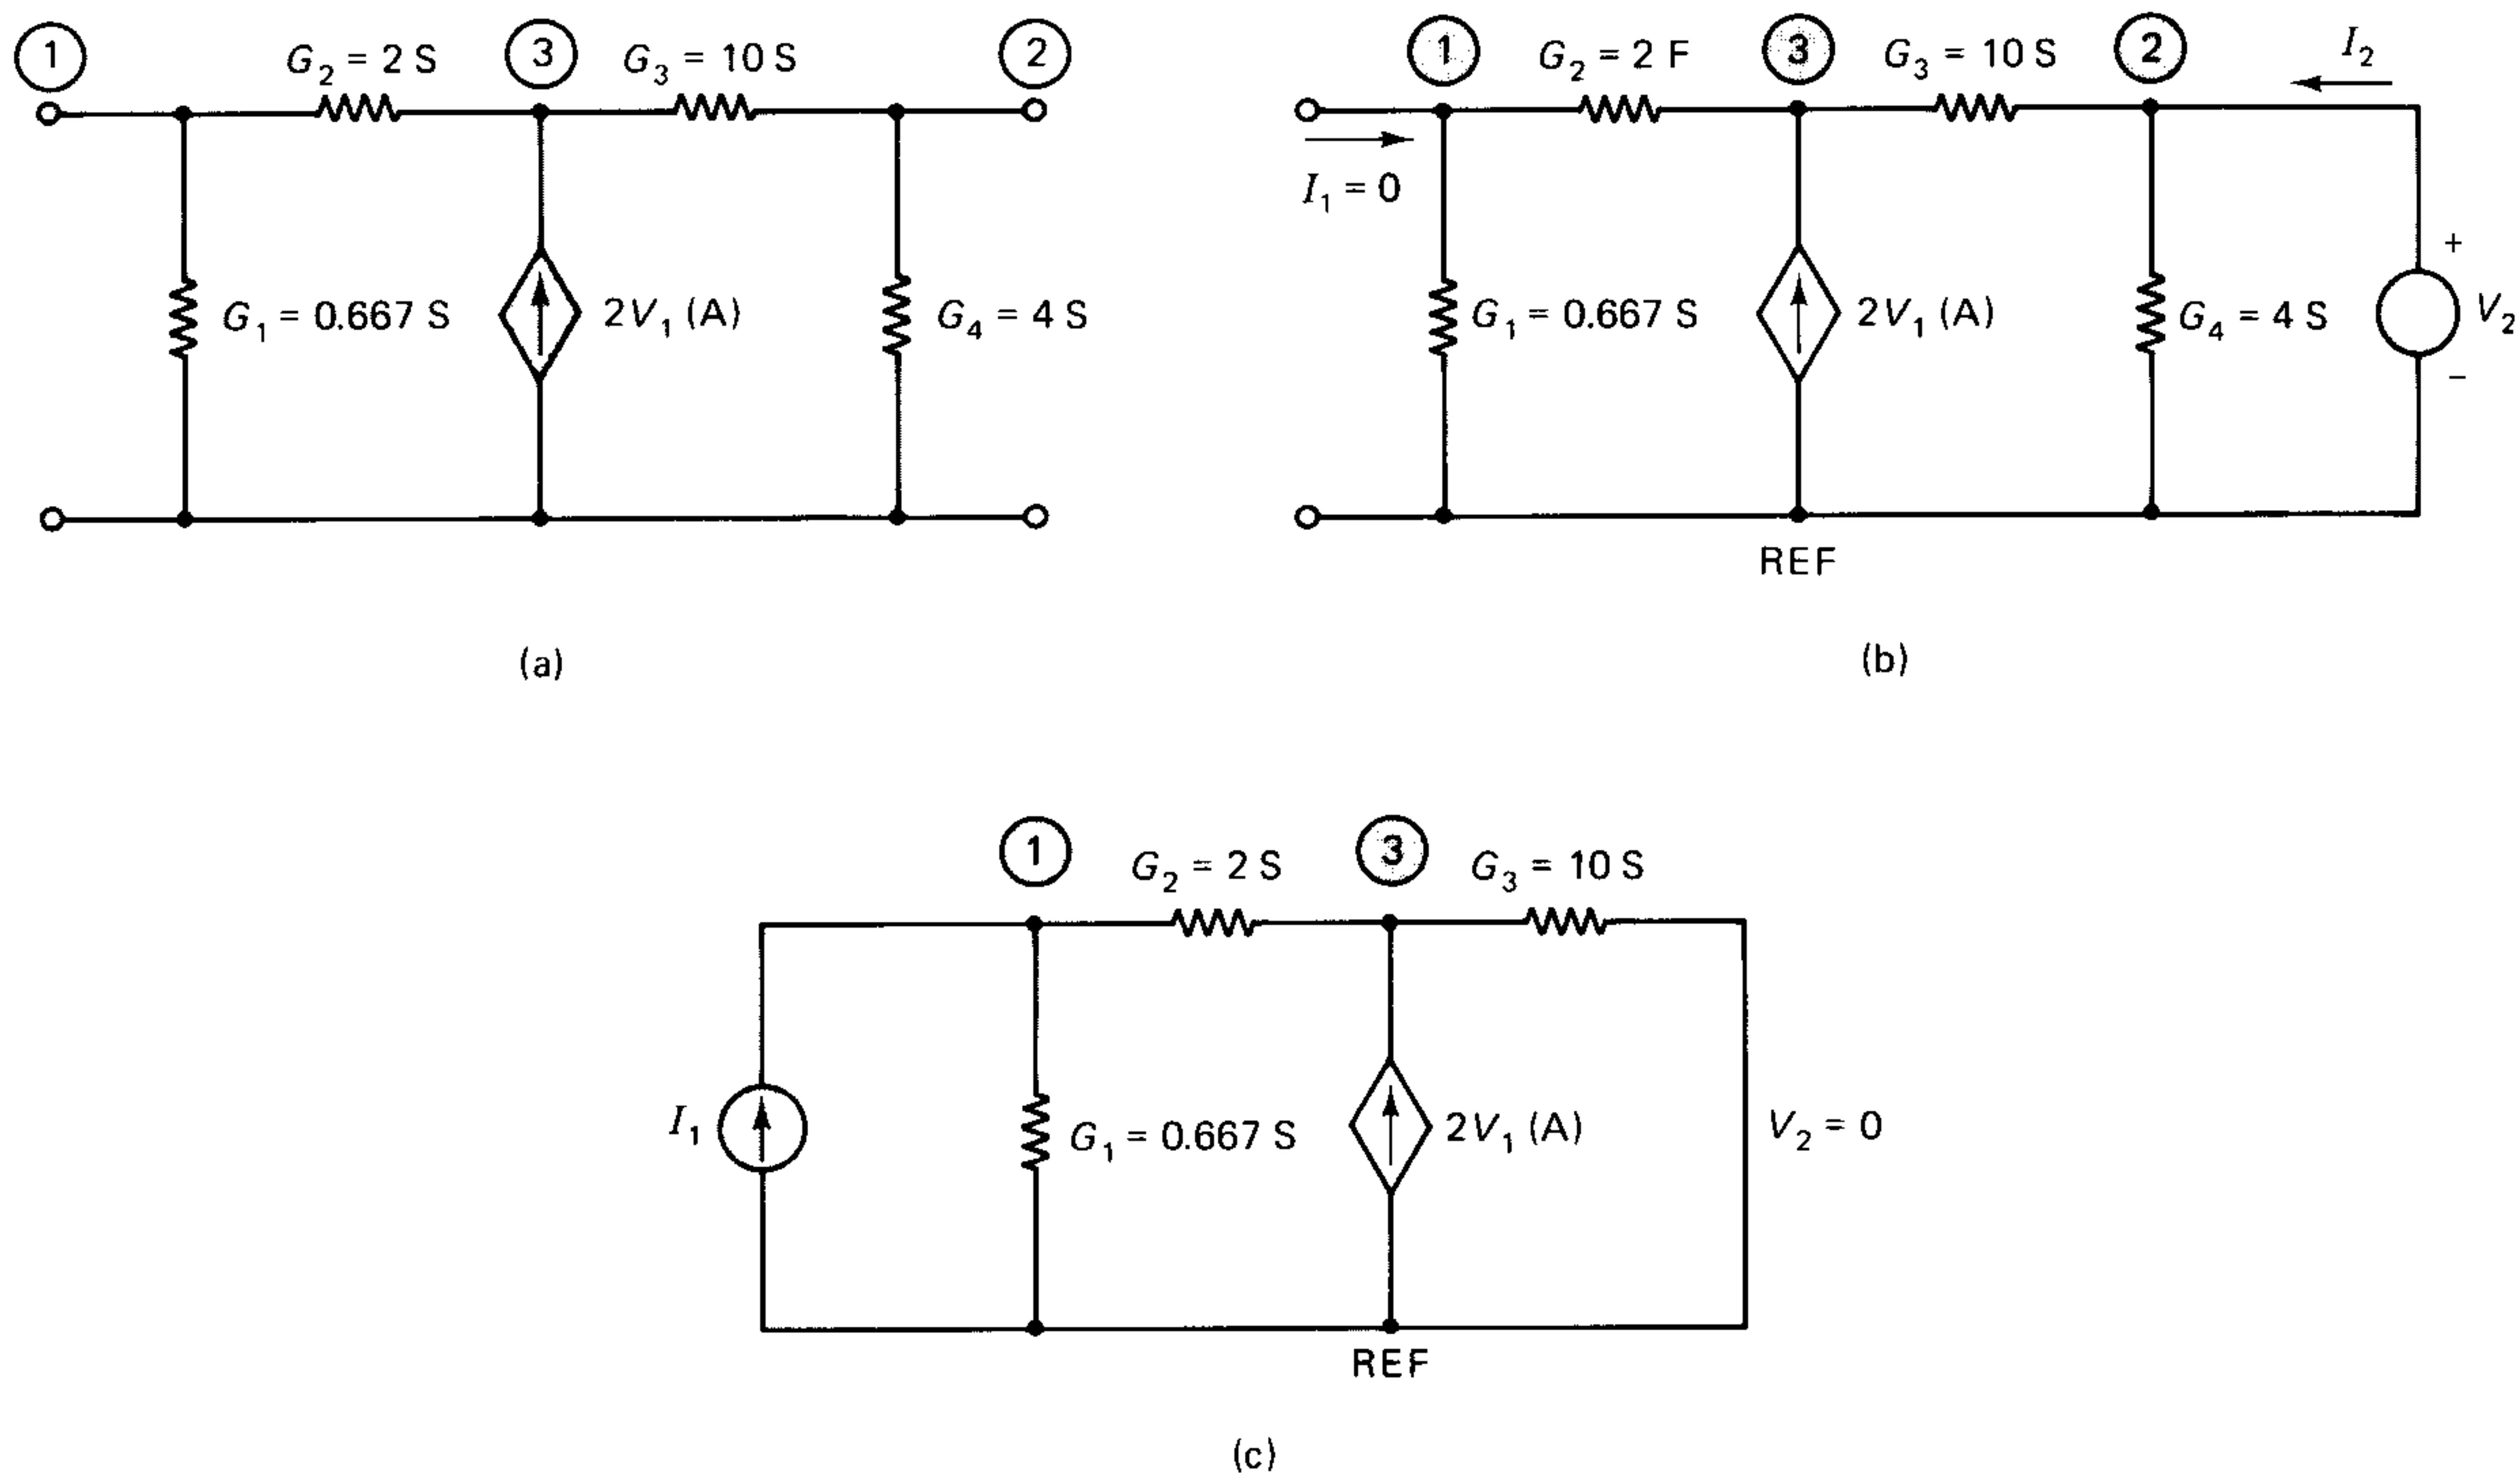 1 G₂ = 2 S 3 G₃ = 10 S 2
G₁ = 0.667 S 2V₁ (A) G₄ = 4 S
(a)
1 G₂ = 2 F 3 G₃ = 10 S 2 I₂
I₁ = 0
+
G₁ = 0.667 S 2V₁ (A) G₄ = 4 S V₂
−
REF
(b)
1 G₂ = 2 S 3 G₃ = 10 S
I₁ G₁ = 0.667 S 2V₁ (A) V₂ = 0
REF
(c)